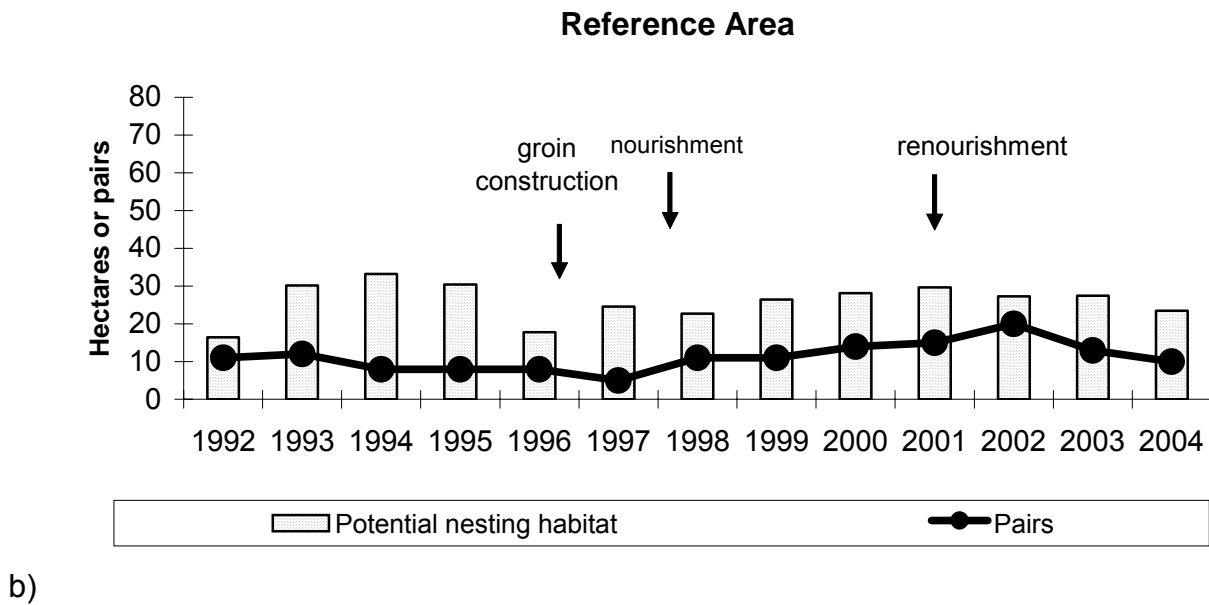 Reference Area
Hectares or pairs
80
70
60
50
40
30
20
10
0
groin
construction
nourishment
renourishment
1992 1993 1994 1995 1996 1997 1998 1999 2000 2001 2002 2003 2004
Potential nesting habitat Pairs
b)